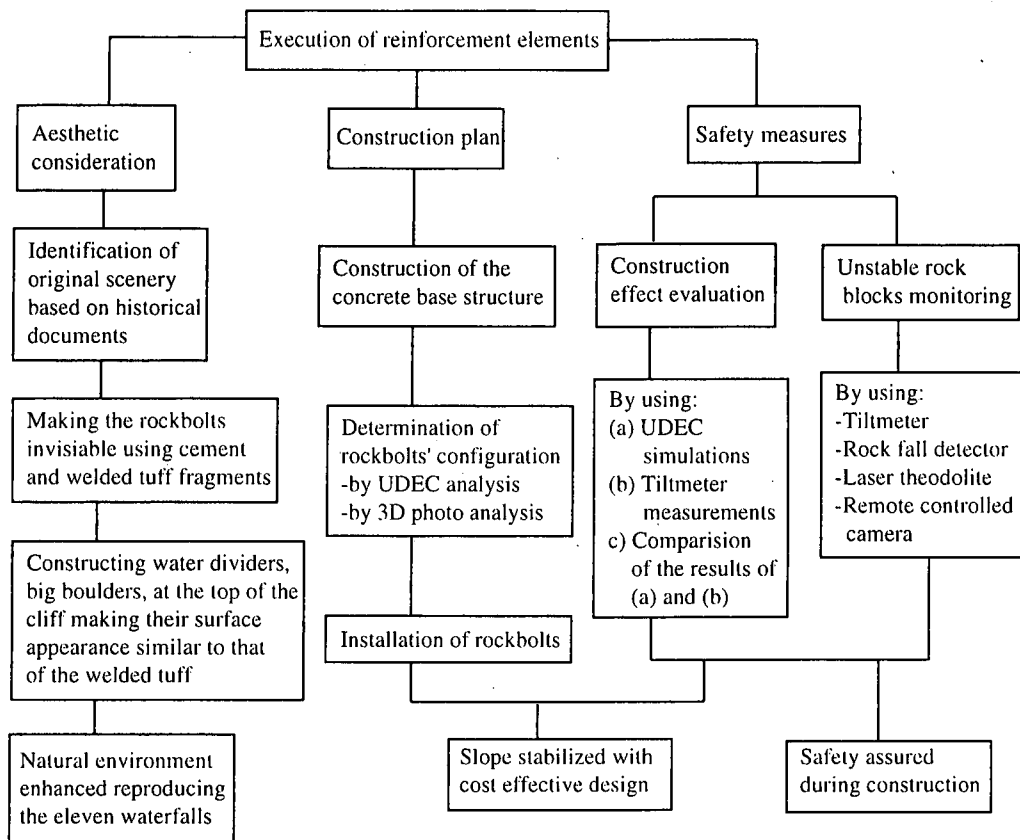 Execution of reinforcement elements
Aesthetic
consideration
Construction plan
Safety measures
Identification of
original scenery
based on historical
documents
Construction of the
concrete base structure
Construction
effect evaluation
Unstable rock
blocks monitoring
Making the rockbolts
invisiable using cement
and welded tuff fragments
Determination of
rockbolts' configuration
-by UDEC analysis
-by 3D photo analysis
By using:
(a) UDEC
simulations
(b) Tiltmeter
measurements
c) Comparision
of the results of
(a) and (b)
By using:
-Tiltmeter
-Rock fall detector
-Laser theodolite
-Remote controlled
camera
Constructing water dividers,
big boulders, at the top of the
cliff making their surface
appearance similar to that
of the welded tuff
Installation of rockbolts
Natural environment
enhanced reproducing
the eleven waterfalls
Slope stabilized with
cost effective design
Safety assured
during construction